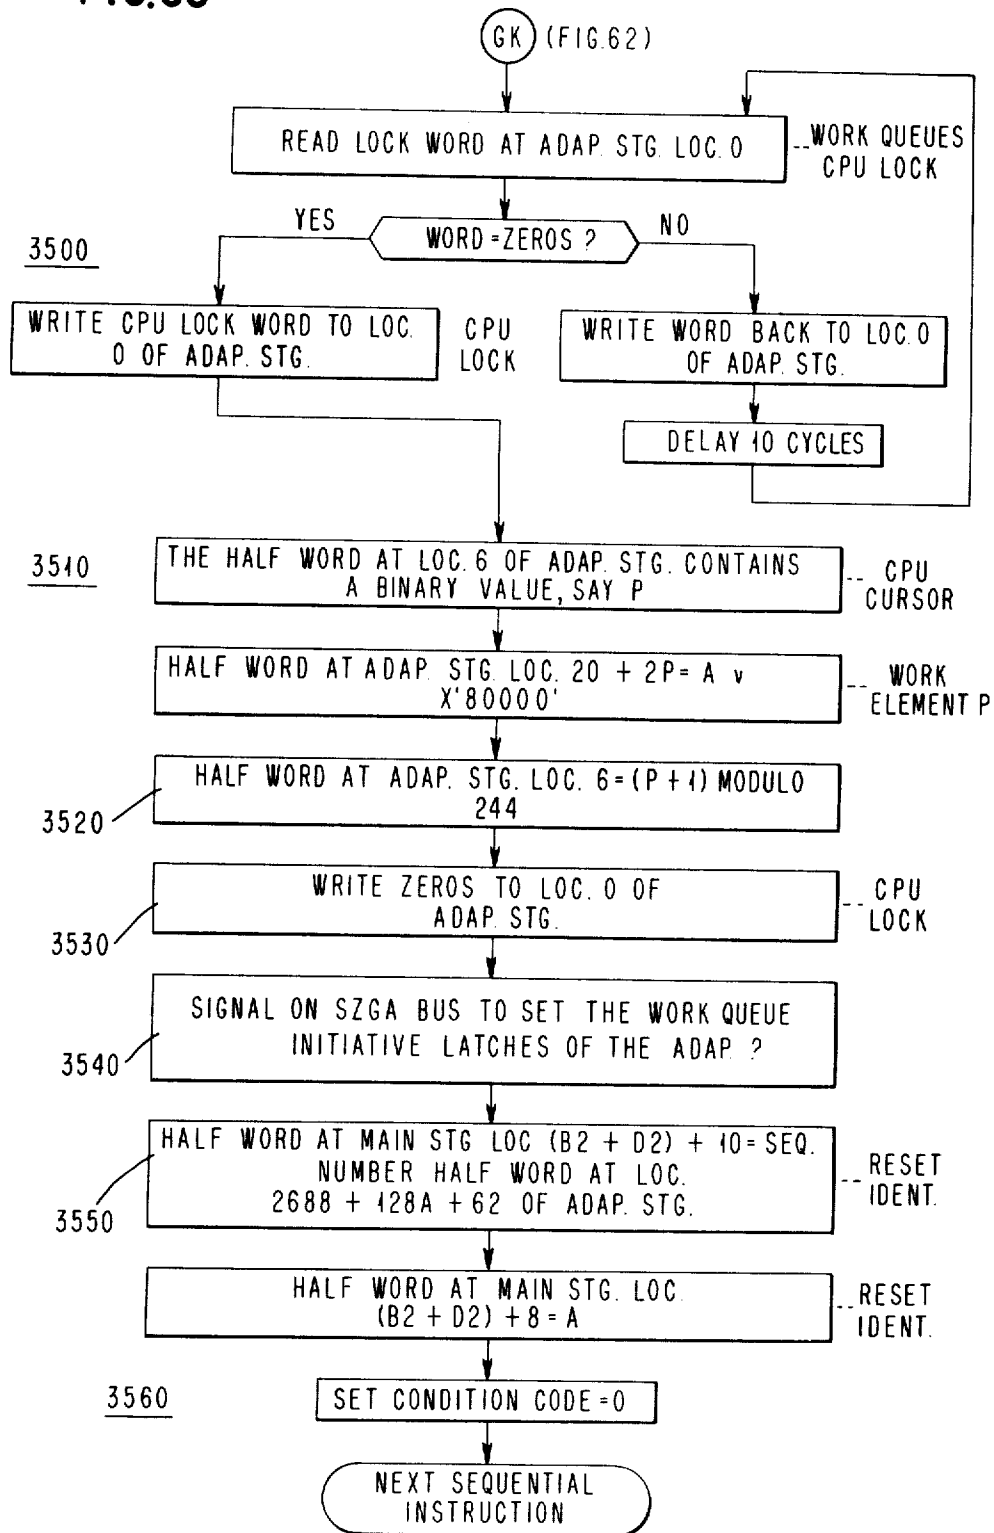 GK (FIG.62)
READ LOCK WORD AT ADAP. STG. LOC. 0
WORK QUEUES
CPU LOCK
YES
WORD=ZEROS ?
NO
3500
WRITE CPU LOCK WORD TO LOC.
0 OF ADAP. STG.
CPU
LOCK
WRITE WORD BACK TO LOC. 0
OF ADAP. STG.
DELAY 10 CYCLES
3510
THE HALF WORD AT LOC. 6 OF ADAP. STG. CONTAINS
A BINARY VALUE, SAY P
CPU
CURSOR
HALF WORD AT ADAP. STG. LOC. 20 + 2P= A v
X'80000'
WORK
ELEMENT P
HALF WORD AT ADAP. STG. LOC. 6=(P+1) MODULO
244
3520
WRITE ZEROS TO LOC. 0 OF
ADAP. STG.
CPU
LOCK
3530
SIGNAL ON SZGA BUS TO SET THE WORK QUEUE
INITIATIVE LATCHES OF THE ADAP ?
3540
HALF WORD AT MAIN STG LOC (B2 + D2) + 10= SEQ.
NUMBER HALF WORD AT LOC.
2688 + 128A + 62 OF ADAP. STG.
RESET
IDENT.
3550
HALF WORD AT MAIN STG. LOC.
(B2 + D2) +8 = A
RESET
IDENT.
3560
SET CONDITION CODE=0
NEXT SEQUENTIAL
INSTRUCTION